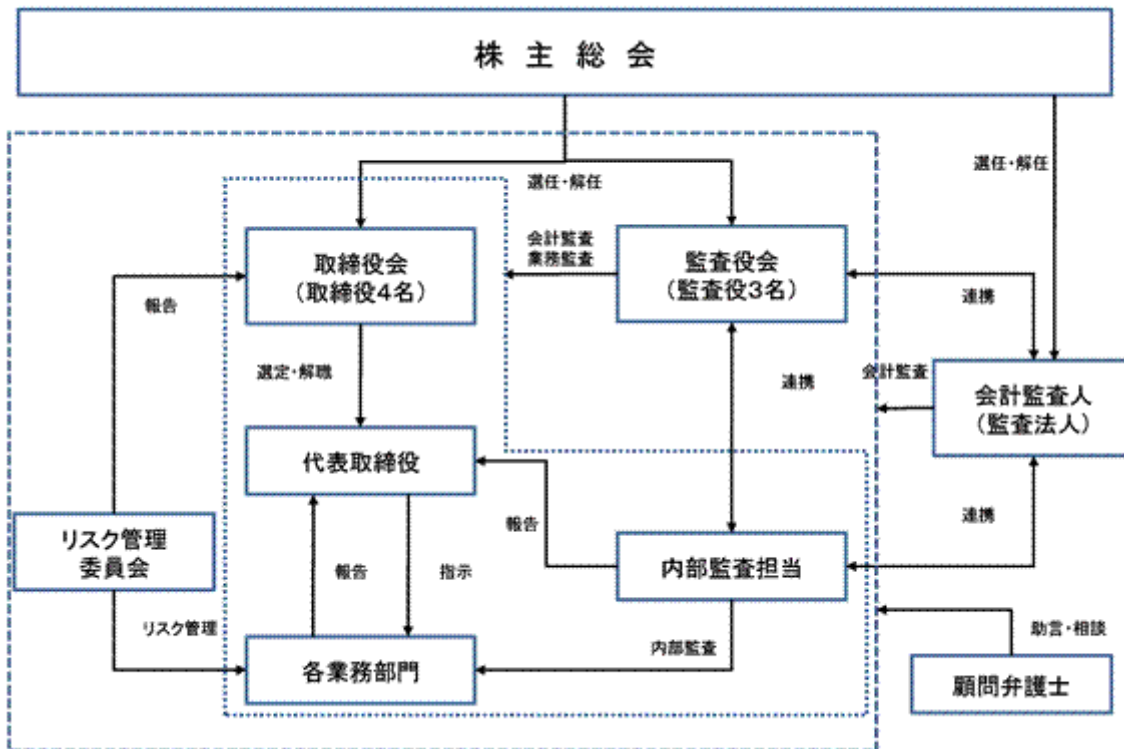 株主総会
選任・解任
選任・解任
取締役会
（取締役4名）
会計監査
業務監査
監査役会
（監査役3名）
報告
連携
選定・解職
連携
会計監査
会計監査人
（監査法人）
代表取締役
報告
連携
リスク管理
委員会
報告
指示
内部監査担当
リスク管理
内部監査
助言・相談
各業務部門
顧問弁護士